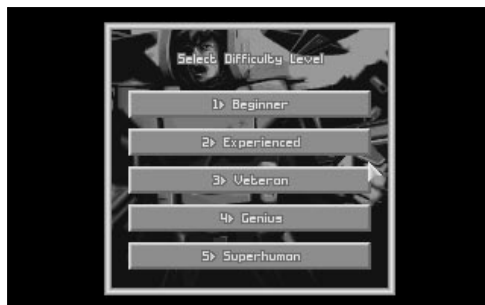 Select Difficulty Level
1> Beginner
2> Experienced
3> Veteran
4> Genius
5> Superhuman